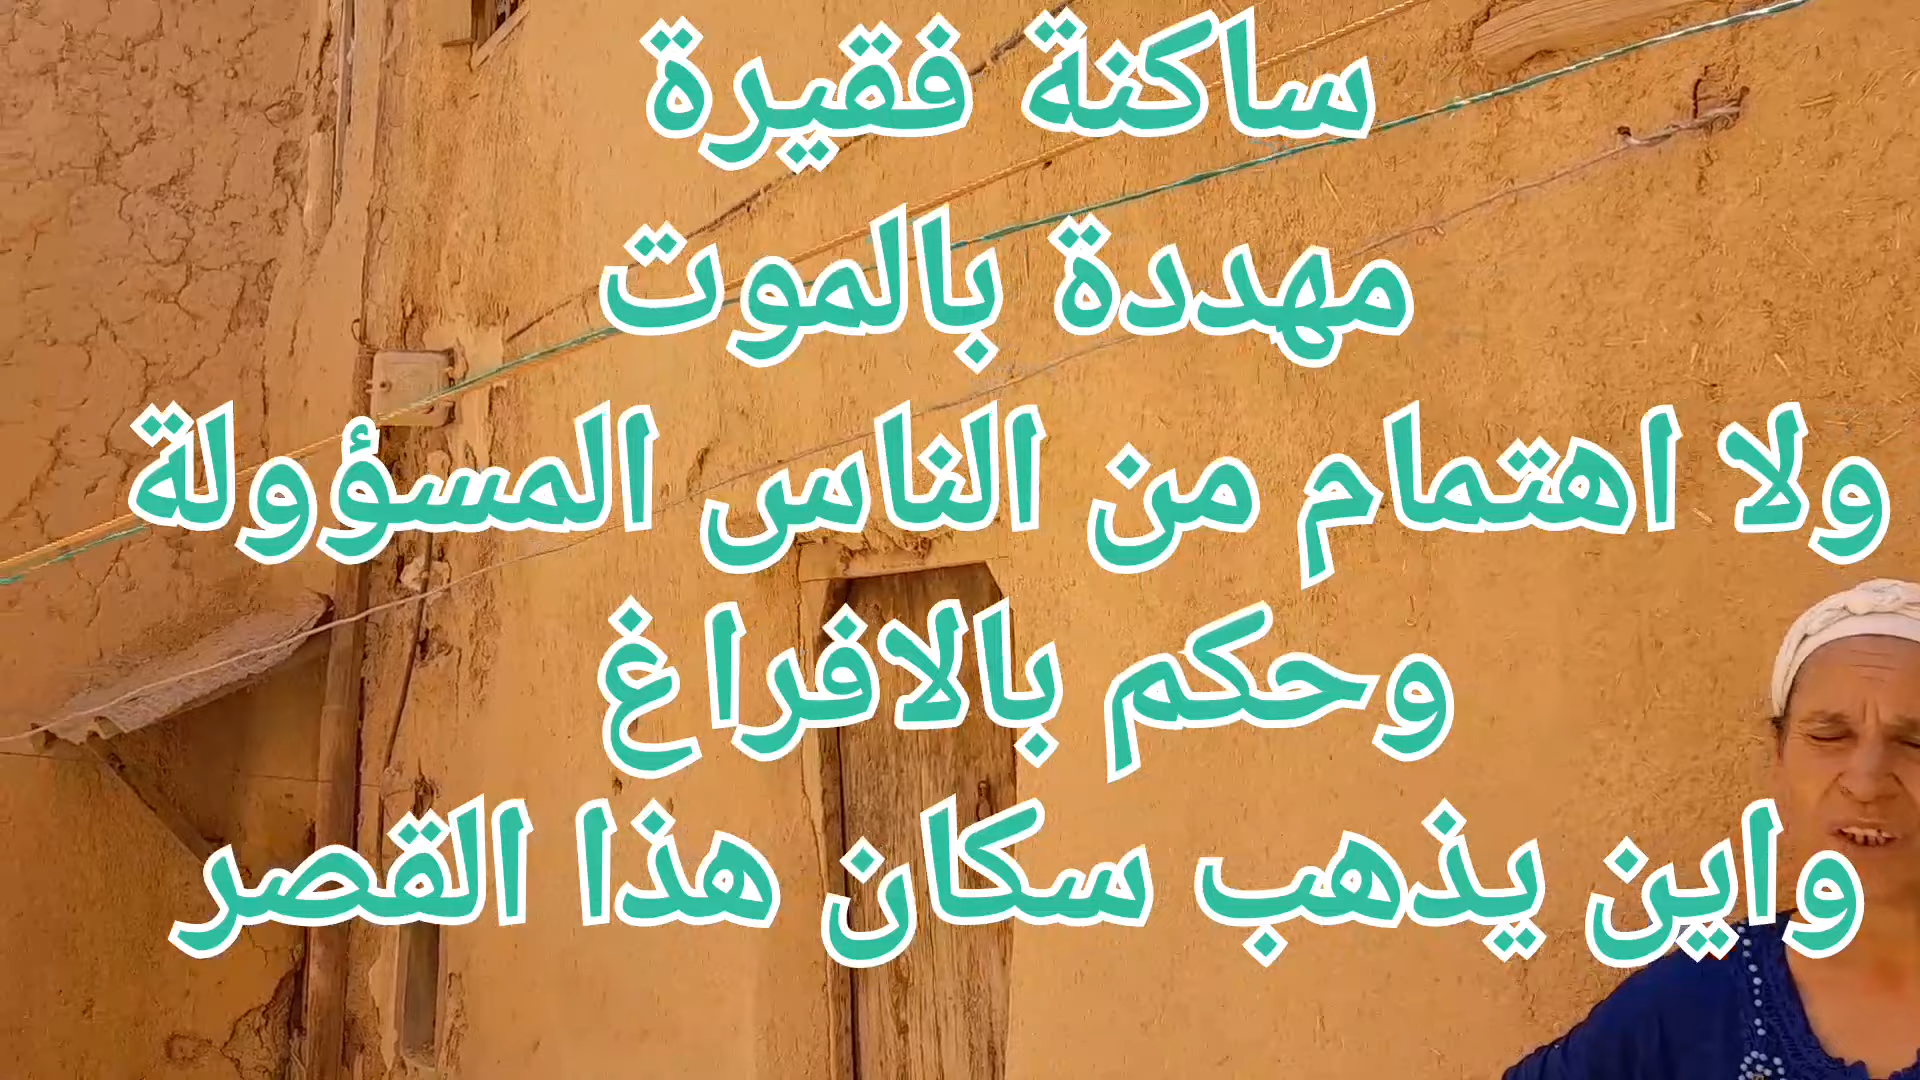 ساكنة فقيرة
مهددة بالموت
ولا اهتمام من الناس المسؤولة
وحكم بالافراغ
واين يذهب سكان هذا القصر